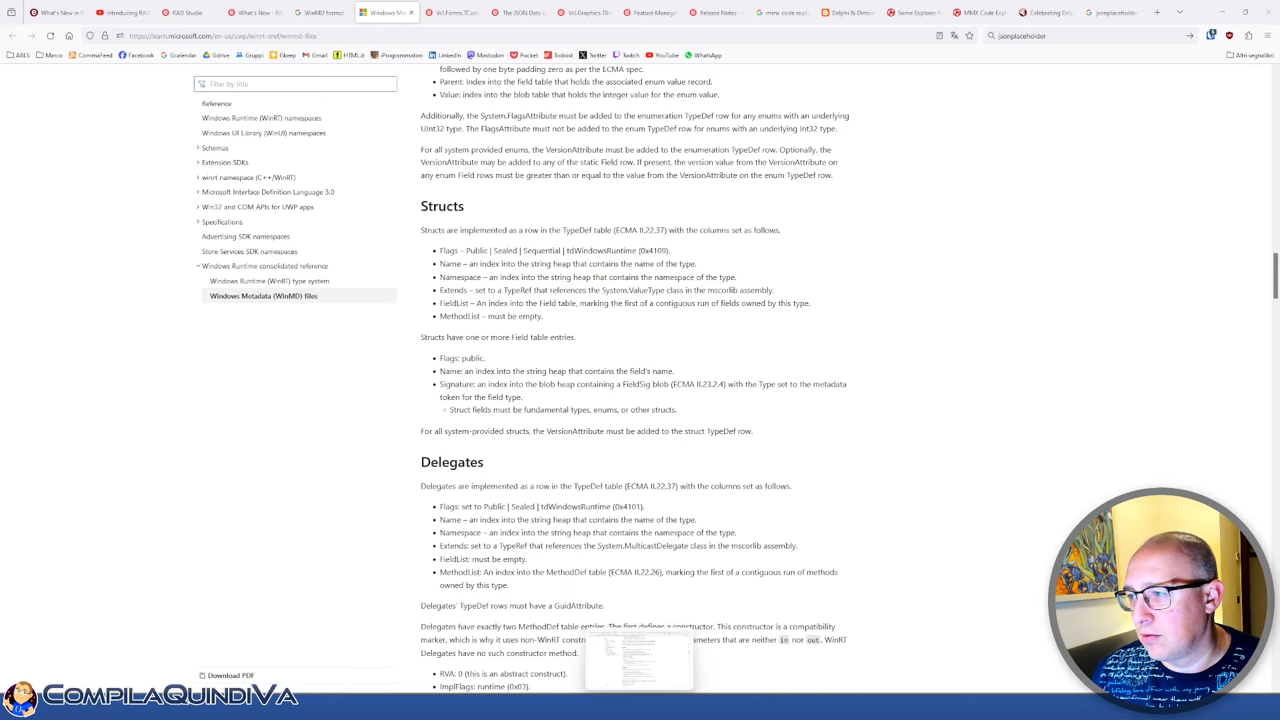 What's New in R
Introducing RAD
RAD Studio
What's New - RA
WinMD format
Windows Me
Vcl.Forms.TCust
The JSON Data E
Vcl.Graphics.TB
Feature Manage
Release Notes
mmx code explor
Delphi & Dinton
Some Explorer E
MMX Code Exp
Celebrating Del
jsonplaceholder
https://learn.microsoft.com/en-us/uwp/winrt-cref/winmd-files
jsonplaceholder
ABLS Marco CommaFeed Facebook Gcalendar Gdrive Gruppi Gkeep Gmail HTML.it iProgrammatori LinkedIn Mastodon Pocket Todoist Twitter Twitch YouTube WhatsApp Altri segnalibri
Filter by title
Reference
Windows Runtime (WinRT) namespaces
Windows UI Library (WinUI) namespaces
Schemas
Extension SDKs
winrt namespace (C++/WinRT)
Microsoft Interface Definition Language 3.0
Win32 and COM APIs for UWP apps
Specifications
Advertising SDK namespaces
Store Services SDK namespaces
Windows Runtime consolidated reference
Windows Runtime (WinRT) type system
Windows Metadata (WinMD) files
Download PDF
followed by one byte padding zero as per the ECMA spec.
• Parent: Index into the field table that holds the associated enum value record.
• Value: index into the blob table that holds the integer value for the enum value.
Additionally, the System.FlagsAttribute must be added to the enumeration TypeDef row for any enums with an underlying
UInt32 type. The FlagsAttribute must not be added to the enum TypeDef row for enums with an underlying Int32 type.
For all system provided enums, the VersionAttribute must be added to the enumeration TypeDef row. Optionally, the
VersionAttribute may be added to any of the static Field row. If present, the version value from the VersionAttribute on
any enum Field rows must be greater than or equal to the value from the VersionAttribute on the enum TypeDef row.
Structs
Structs are implemented as a row in the TypeDef table (ECMA II.22.37) with the columns set as follows.
• Flags – Public | Sealed | Sequential | tdWindowsRuntime (0x4109).
• Name – an index into the string heap that contains the name of the type.
• Namespace – an index into the string heap that contains the namespace of the type.
• Extends – set to a TypeRef that references the System.ValueType class in the mscorlib assembly.
• FieldList – An index into the Field table, marking the first of a contiguous run of fields owned by this type.
• MethodList – must be empty.
Structs have one or more Field table entries.
• Flags: public.
• Name: an index into the string heap that contains the field's name.
• Signature: an index into the blob heap containing a FieldSig blob (ECMA II.23.2.4) with the Type set to the metadata
token for the field type.
Struct fields must be fundamental types, enums, or other structs.
For all system-provided structs, the VersionAttribute must be added to the struct TypeDef row.
Delegates
Delegates are implemented as a row in the TypeDef table (ECMA II.22.37) with the columns set as follows.
• Flags: set to Public | Sealed | tdWindowsRuntime (0x4101).
• Name – an index into the string heap that contains the name of the type.
• Namespace – an index into the string heap that contains the namespace of the type.
• Extends: set to a TypeRef that references the System.MulticastDelegate class in the mscorlib assembly.
• FieldList: must be empty.
• MethodList: An index into the MethodDef table (ECMA II.22.26), marking the first of a contiguous run of methods
owned by this type.
Delegates' TypeDef rows must have a GuidAttribute.
Delegates have exactly two MethodDef table entries. The first defines a constructor. This constructor is a compatibility
marker, which is why it uses non-WinRT constr ameters that are neither in nor out. WinRT
Delegates have no such constructor method.
• RVA: 0 (this is an abstract construct).
• ImplFlags: runtime (0x03).
COMPILAQUINDIVA